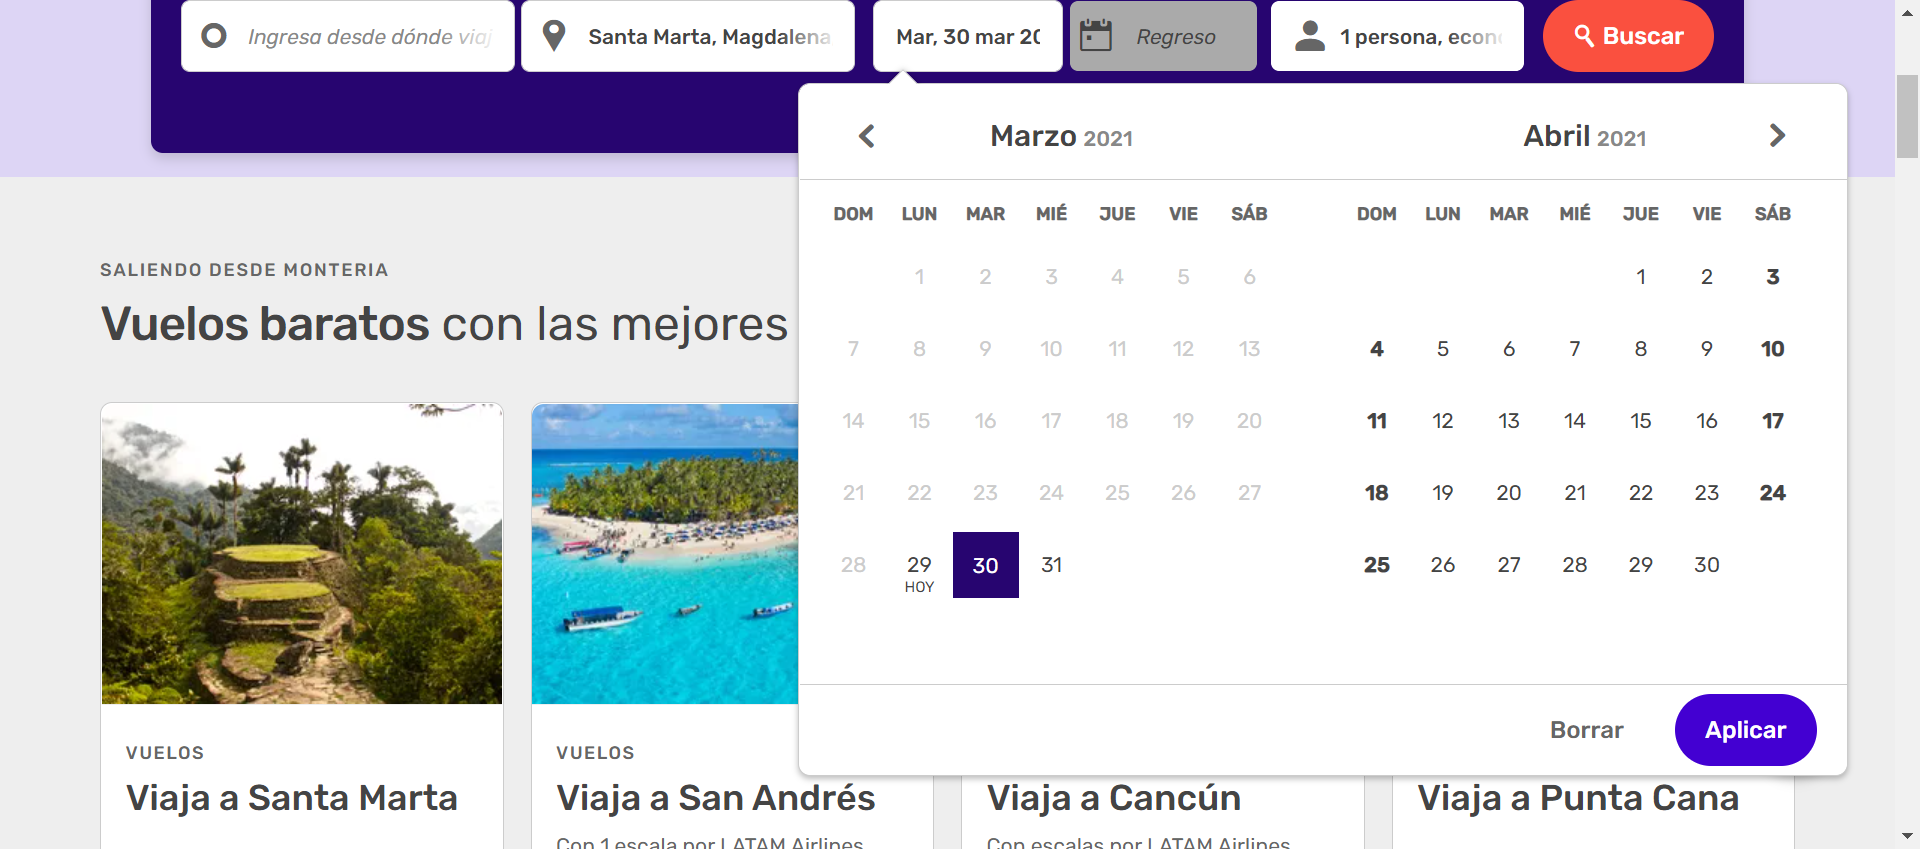 Ingresa desde dónde viaj
Santa Marta, Magdalena
Mar, 30 mar 20
Regreso
1 persona, econ
Buscar
Marzo 2021
Abril 2021
DOM LUN MAR MIÉ JUE VIE SÁB
1 2 3 4 5 6
7 8 9 10 11 12 13
14 15 16 17 18 19 20
21 22 23 24 25 26 27
28 29 30 31
HOY
DOM LUN MAR MIÉ JUE VIE SÁB
1 2 3
4 5 6 7 8 9 10
11 12 13 14 15 16 17
18 19 20 21 22 23 24
25 26 27 28 29 30
Borrar
Aplicar
SALIENDO DESDE MONTERIA
Vuelos baratos con las mejores
VUELOS
Viaja a Santa Marta
VUELOS
Viaja a San Andrés
Con 1 escala por LATAM Airlines
Viaja a Cancún
Con escalas por LATAM Airlines
Viaja a Punta Cana